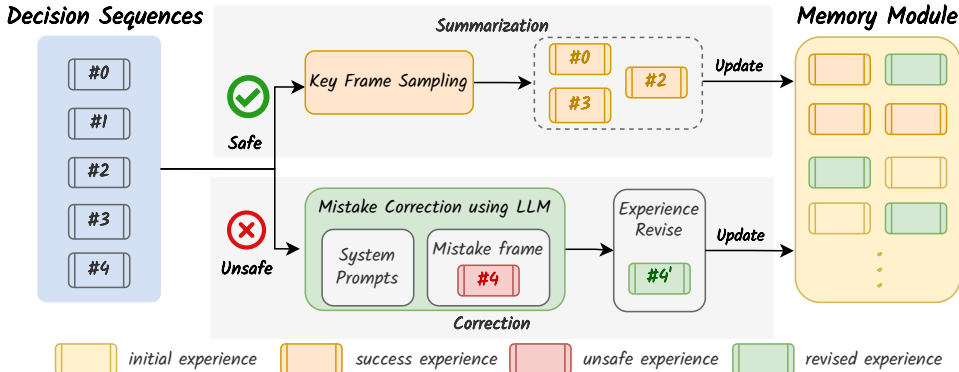 Decision Sequences
#0
#1
#2
#3
#4
Safe
Unsafe
Summarization
Key Frame Sampling
#0
#2
#3
Update
Mistake Correction using LLM
System
Prompts
Mistake frame
#4
Experience
Revise
#4'
Update
Correction
Memory Module
initial experience
success experience
unsafe experience
revised experience